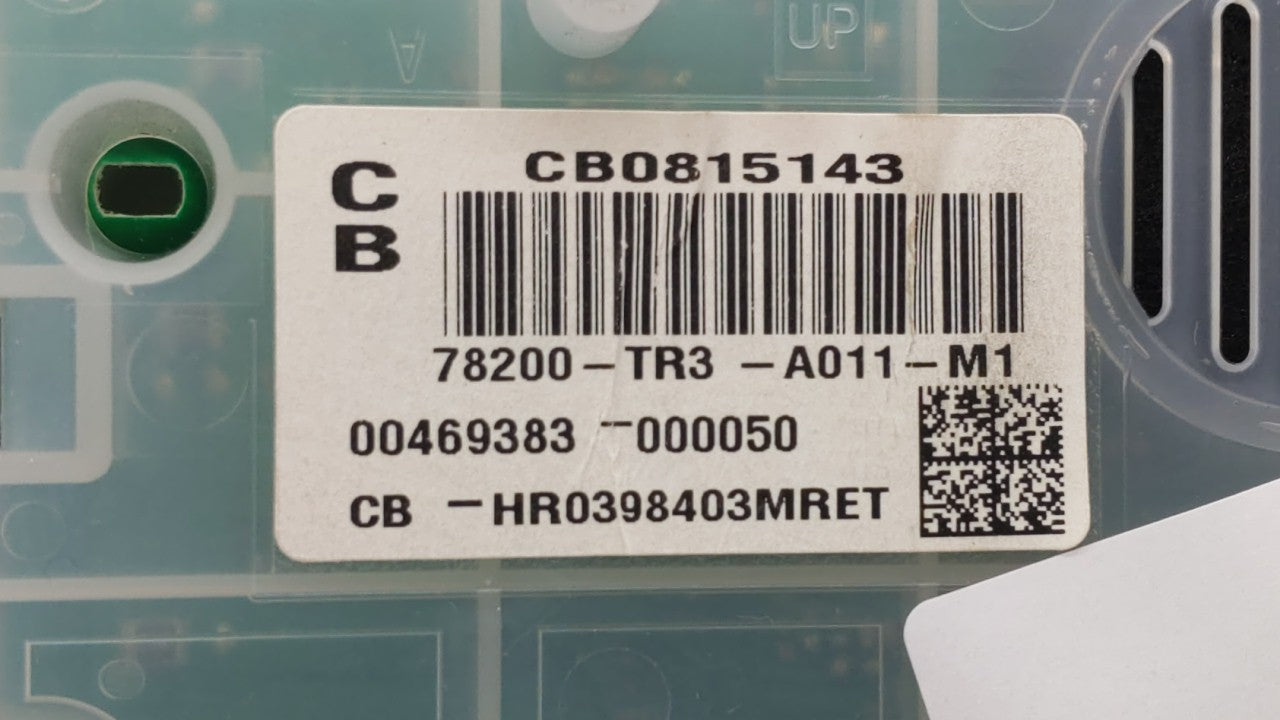 UP
A
C
B
CB0815143
78200-TR3 -A011-M1
00469383 -000050
CB -HR0398403MRET